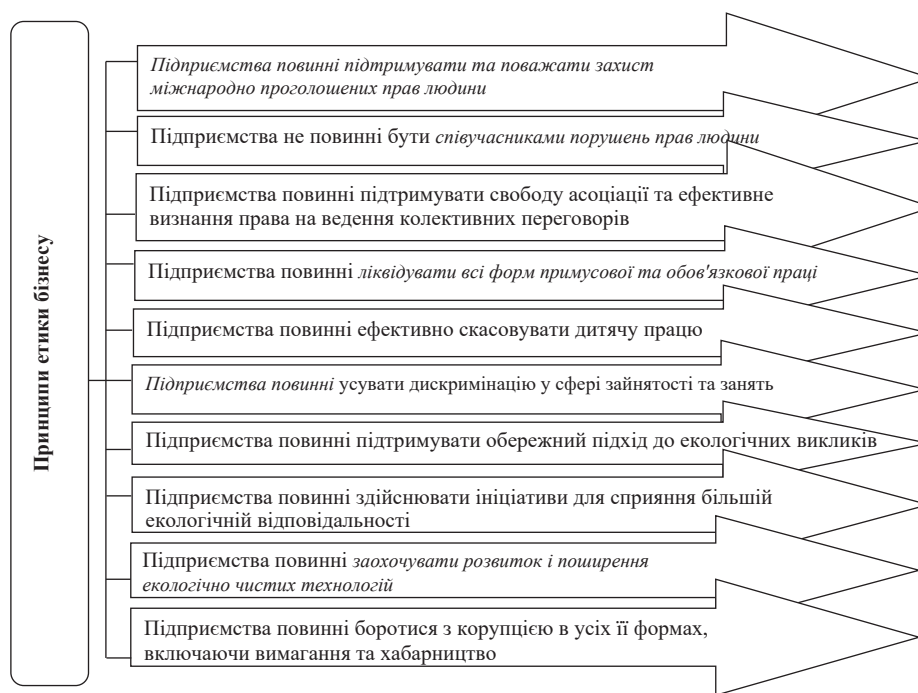 Принципи етики бізнесу
Підприємства повинні підтримувати та поважати захист
міжнародно проголошених прав людини
Підприємства не повинні бути співучасниками порушень прав людини
Підприємства повинні підтримувати свободу асоціації та ефективне
визнання права на ведення колективних переговорів
Підприємства повинні ліквідувати всі форм примусової та обов'язкової праці
Підприємства повинні ефективно скасовувати дитячу працю
Підприємства повинні усувати дискримінацію у сфері зайнятості та занять
Підприємства повинні підтримувати обережний підхід до екологічних викликів
Підприємства повинні здійснювати ініціативи для сприяння більшій
екологічній відповідальності
Підприємства повинні заохочувати розвиток і поширення
екологічно чистих технологій
Підприємства повинні боротися з корупцією в усіх її формах,
включаючи вимагання та хабарництво